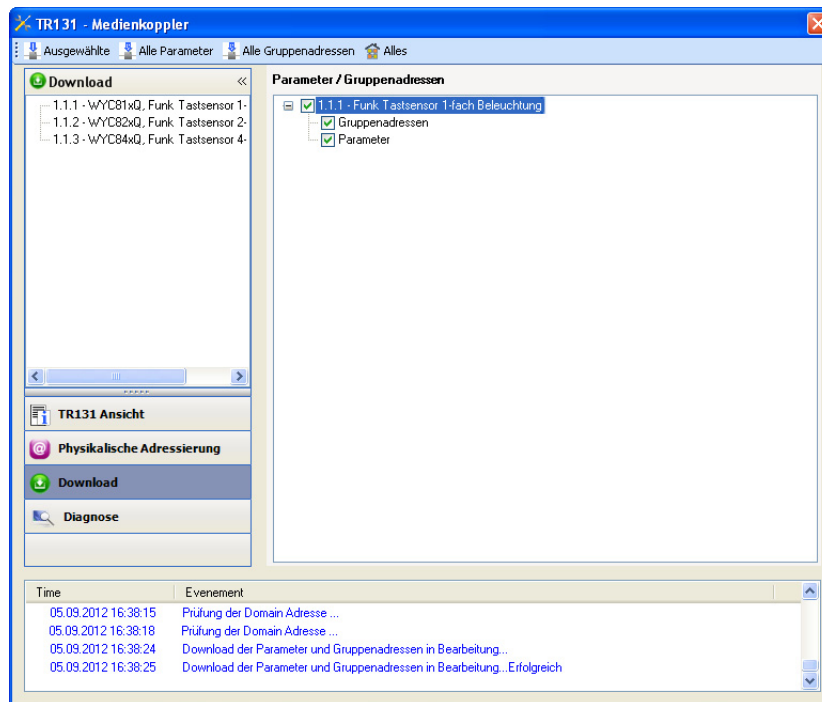 TR131 - Medienkoppler
Ausgewählte Alle Parameter Alle Gruppenadressen Alles
Download
1.1.1 - WYC81xQ, Funk Tastsensor 1-
1.1.2 - WYC82xQ, Funk Tastsensor 2-
1.1.3 - WYC84xQ, Funk Tastsensor 4-
TR131 Ansicht
Physikalische Adressierung
Download
Diagnose
Parameter / Gruppenadressen
1.1.1 - Funk Tastsensor 1-fach Beleuchtung
Gruppenadressen
Parameter
Time Evenement
05.09.2012 16:38:15 Prüfung der Domain Adresse ...
05.09.2012 16:38:18 Prüfung der Domain Adresse ...
05.09.2012 16:38:24 Download der Parameter und Gruppenadressen in Bearbeitung...
05.09.2012 16:38:25 Download der Parameter und Gruppenadressen in Bearbeitung...Erfolgreich